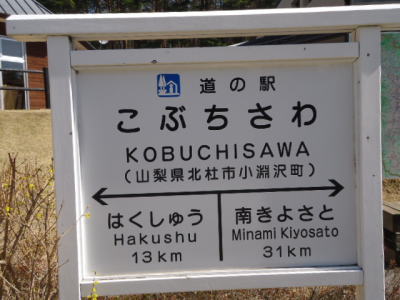 道の駅
こぶちさわ
KOBUCHISAWA
(山梨県北杜市小淵沢町)
はくしゅう 南きよさと
Hakushu Minami Kiyosato
13km 31km